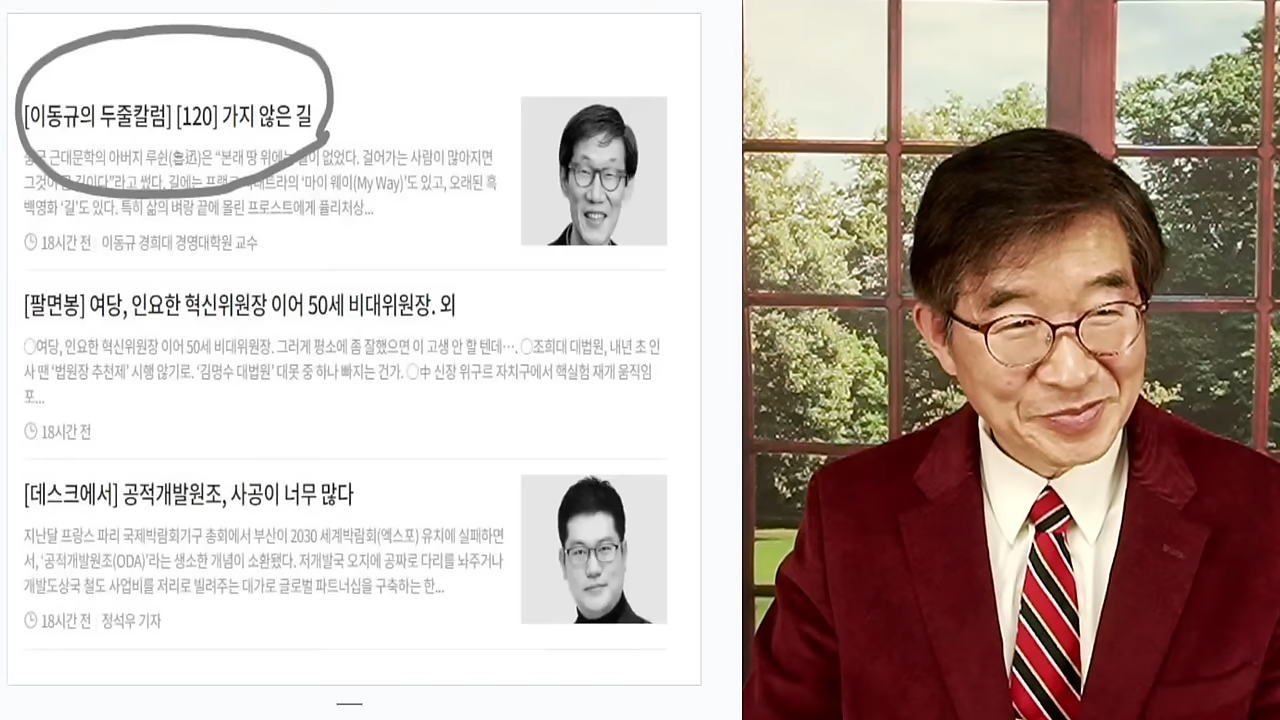 [이동규의 두줄칼럼] [120] 가지 않은 길
근대문학의 아버지 루쉰(魯迅)은 “본래 땅 위에는 길이 없었다. 걸어가는 사람이 많아지면
그것이 곧 길이다”라고 썼다. 길에는 프랭크 시내트라의 ‘마이 웨이(My Way)’도 있고, 오래된 흑
백영화 ‘길’도 있다. 특히 삶의 벼랑 끝에 몰린 프로스트에게 퓰리처상...
18시간 전 이동규 경희대 경영대학원 교수
[팔면봉] 여당, 인요한 혁신위원장 이어 50세 비대위원장. 외
○여당, 인요한 혁신위원장 이어 50세 비대위원장. 그러게 평소에 좀 잘했으면 이 고생 안 할 텐데…. ○조희대 대법원, 내년 초 인
사 땐 ‘법원장 추천제’ 시행 않기로. ‘김명수 대법원’ 대못 중 하나 빠지는 건가. ○中 신장 위구르 자치구에서 핵실험 재개 움직임
포...
18시간 전
[데스크에서] 공적개발원조, 사공이 너무 많다
지난달 프랑스 파리 국제박람회기구 총회에서 부산이 2030 세계박람회(엑스포) 유치에 실패하면
서, ‘공적개발원조(ODA)’라는 생소한 개념이 소환됐다. 저개발국 오지에 공짜로 다리를 놔주거나
개발도상국 철도 사업비를 저리로 빌려주는 대가로 글로벌 파트너십을 구축하는 한...
18시간 전 정석우 기자